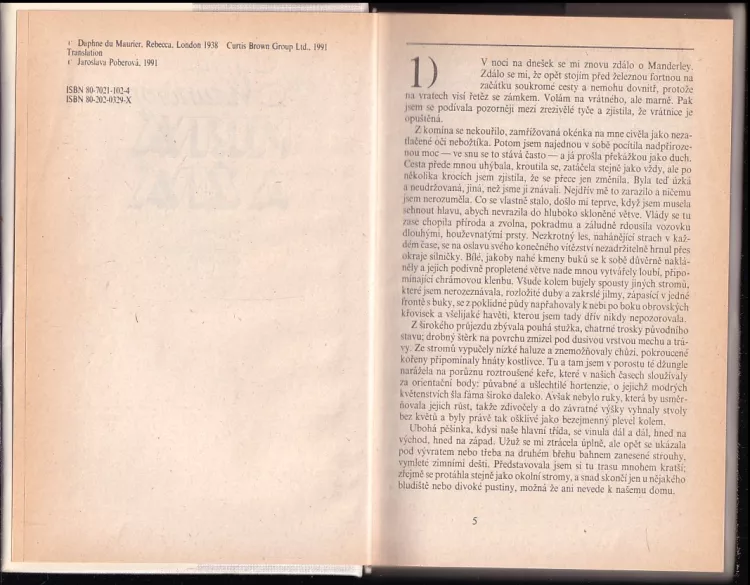 Daphne du Maurier, Rebecca, London 1938 Curtis Brown Group Ltd., 1991
Translation
Jaroslava Poberová, 1991
ISBN 80-7021-102-4
ISBN 80-202-0329-X
1)
V noci na dnešek se mi znovu zdálo o Manderley.
Zdálo se mi, že opět stojím před železnou fortnou na
začátku soukromé cesty a nemohu dovnitř, protože
na vratech visí řetěz se zámkem. Volám na vrátného, ale marně. Pak
jsem se podívala pozorněji mezi zrezivělé tyče a zjistila, že vrátnice je
opuštěná.
Z komína se nekouřilo, zamřížovaná okénka na mne civěla jako neza-
tlačené oči nebožtíka. Potom jsem najednou v sobě pocítila nadpřiroze-
nou moc — ve snu se to stává často — a já prošla překážkou jako duch.
Cesta přede mnou uhýbala, kroutila se, zatáčela stejně jako vždy, ale po
několika krocích jsem zjistila, že se přece jen změnila. Byla teď úzká
a neudržovaná, jiná, než jsme ji znávali. Nejdřív mě to zarazilo a ničemu
jsem nerozuměla. Co se vlastně stalo, došlo mi teprve, když jsem musela
sehnout hlavu, abych nevrazila do hluboko skloněné větve. Vlády se tu
zase chopila příroda a zvolna, pokradmu a záludně rdousila vozovku
dlouhými, houževnatými prsty. Nezkrotný les, nahánějící strach v kaž-
dém čase, se na oslavu svého konečného vítězství nezadržitelně hrnul přes
okraje silničky. Bílé, jakoby nahé kmeny buků se k sobě důvěrně nakláa-
něly a jejich podivně propletené větve nade mnou vytvářely loubí, připo-
mínající chrámovou klenbu. Všude kolem bujely spousty jiných stromů,
které jsem nerozeznávala, rozložité duby a zakrslé jilmy, zápasící v jedné
frontě s buky, se z poklidné půdy napřahovaly k nebi po boku obrovských
křovisek a všelijaké havěti, kterou jsem tady dřív nikdy nepozorovala.
Z širokého průjezdu zbývala pouhá stužka, chatrné trosky původního
stavu; drobný štěrk na povrchu zmizel pod dusivou vrstvou mechu a trá-
vy. Ze stromů vypučely nízké haluze a znemožňovaly chůzi, pokroucené
kořeny připomínaly hnáty kostlivce. Tu a tam jsem v porostu té džungle
narážela na porůznu roztroušené keře, které v našich časech sloužívaly
za orientační body: půvabné a ušlechtilé hortenzie, o jejichž modrých
květenstvích šla fáma široko daleko. Avšak nebylo ruky, která by usměr-
ňovala jejich růst, takže zdivočely a do závratné výšky vyhnaly stvoly
bez květů a byly právě tak ošklivé jako bezejmenný plevel kolem.
Ubohá pěšinka, kdysi naše hlavní třída, se vinula dál a dál, hned na
východ, hned na západ. Užuž se mi ztrácela úplně, ale opět se ukázala
pod vývratem nebo třeba na druhém břehu bahnem zanesené strouhy,
vymleté zimními dešti. Představovala jsem si tu trasu mnohem kratší;
zřejmě se protáhla stejně jako okolní stromy, a snad skončí jen u nějakého
bludiště nebo divoké pustiny, možná že ani nevede k našemu domu.
5